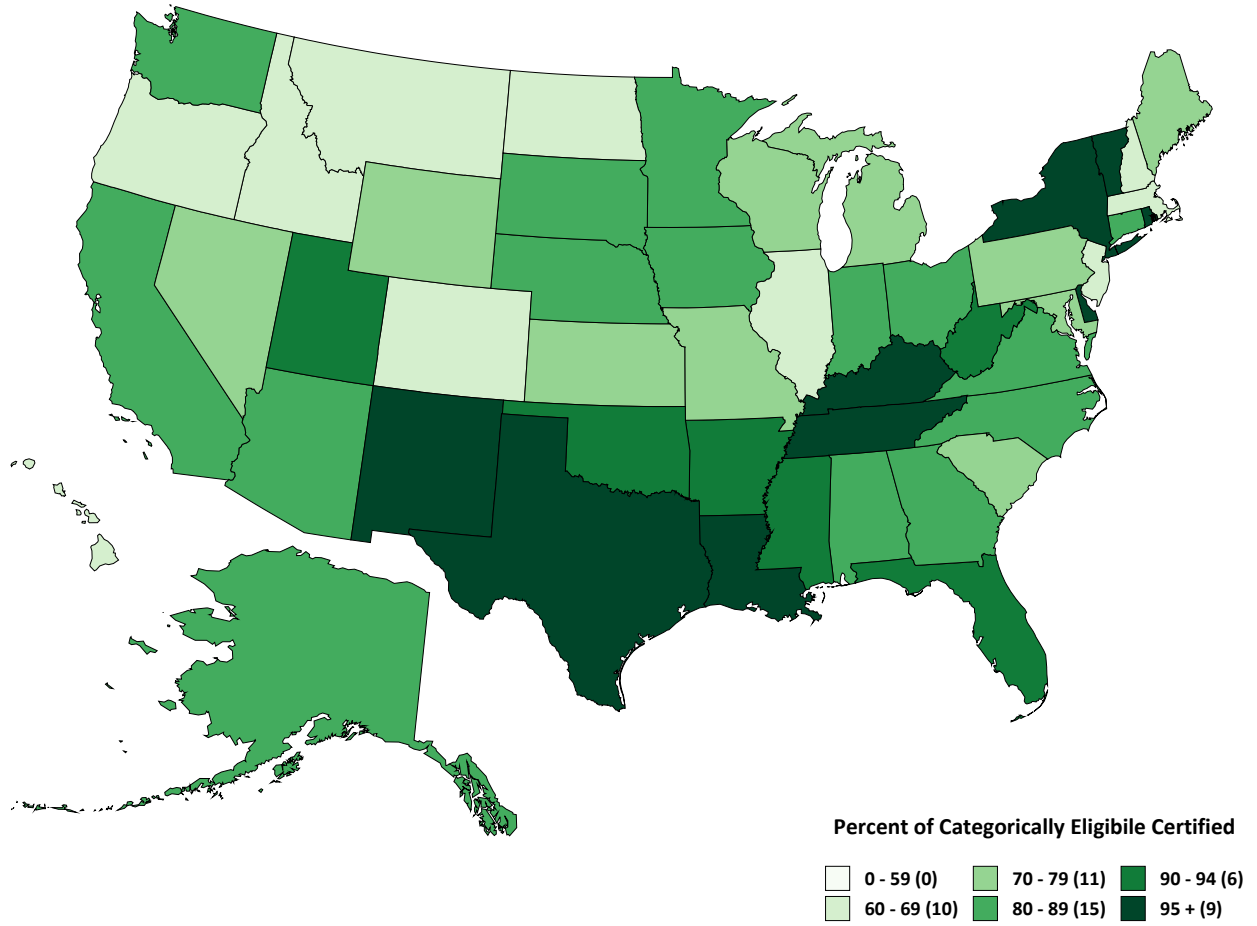 Percent of Categorically Eligibile Certified
0 - 59 (0) 70 - 79 (11) 90 - 94 (6)
60 - 69 (10) 80 - 89 (15) 95 + (9)